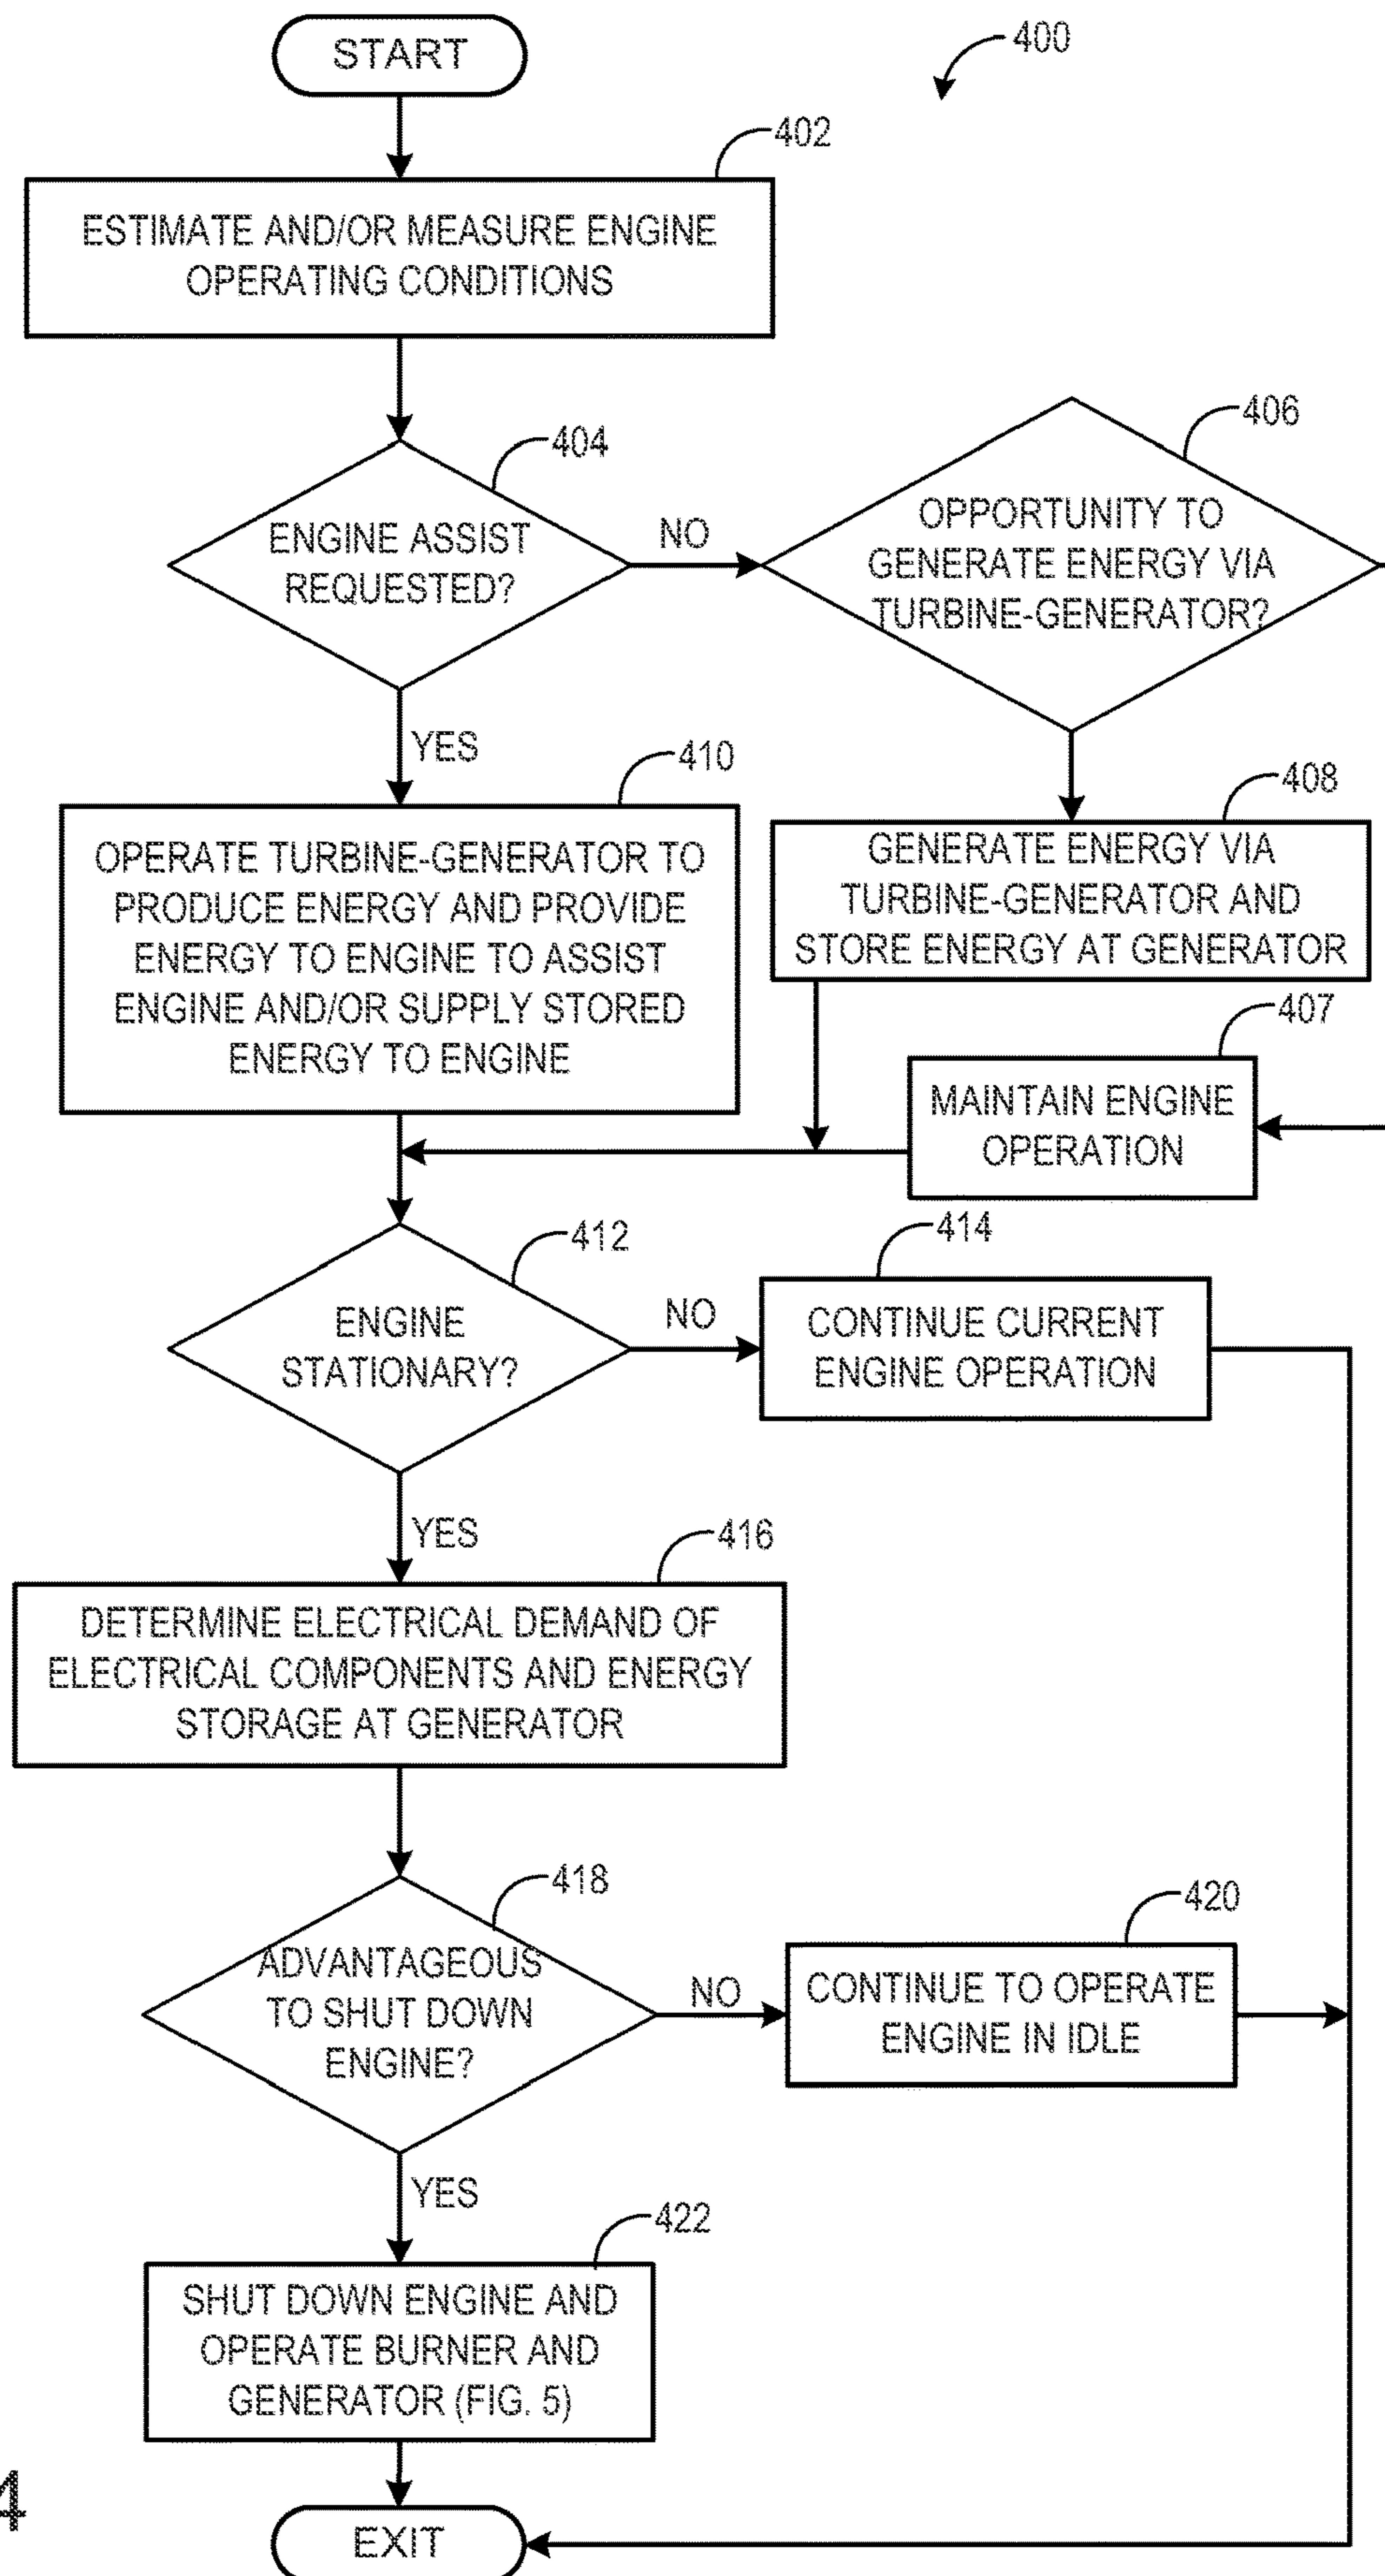 START
400
402
ESTIMATE AND/OR MEASURE ENGINE
OPERATING CONDITIONS
404
ENGINE ASSIST
REQUESTED?
NO
406
OPPORTUNITY TO
GENERATE ENERGY VIA
TURBINE-GENERATOR?
YES
410
OPERATE TURBINE-GENERATOR TO
PRODUCE ENERGY AND PROVIDE
ENERGY TO ENGINE TO ASSIST
ENGINE AND/OR SUPPLY STORED
ENERGY TO ENGINE
408
GENERATE ENERGY VIA
TURBINE-GENERATOR AND
STORE ENERGY AT GENERATOR
407
MAINTAIN ENGINE
OPERATION
412
ENGINE
STATIONARY?
NO
414
CONTINUE CURRENT
ENGINE OPERATION
YES
416
DETERMINE ELECTRICAL DEMAND OF
ELECTRICAL COMPONENTS AND ENERGY
STORAGE AT GENERATOR
418
ADVANTAGEOUS
TO SHUT DOWN
ENGINE?
NO
420
CONTINUE TO OPERATE
ENGINE IN IDLE
YES
422
SHUT DOWN ENGINE AND
OPERATE BURNER AND
GENERATOR (FIG. 5)
4
EXIT